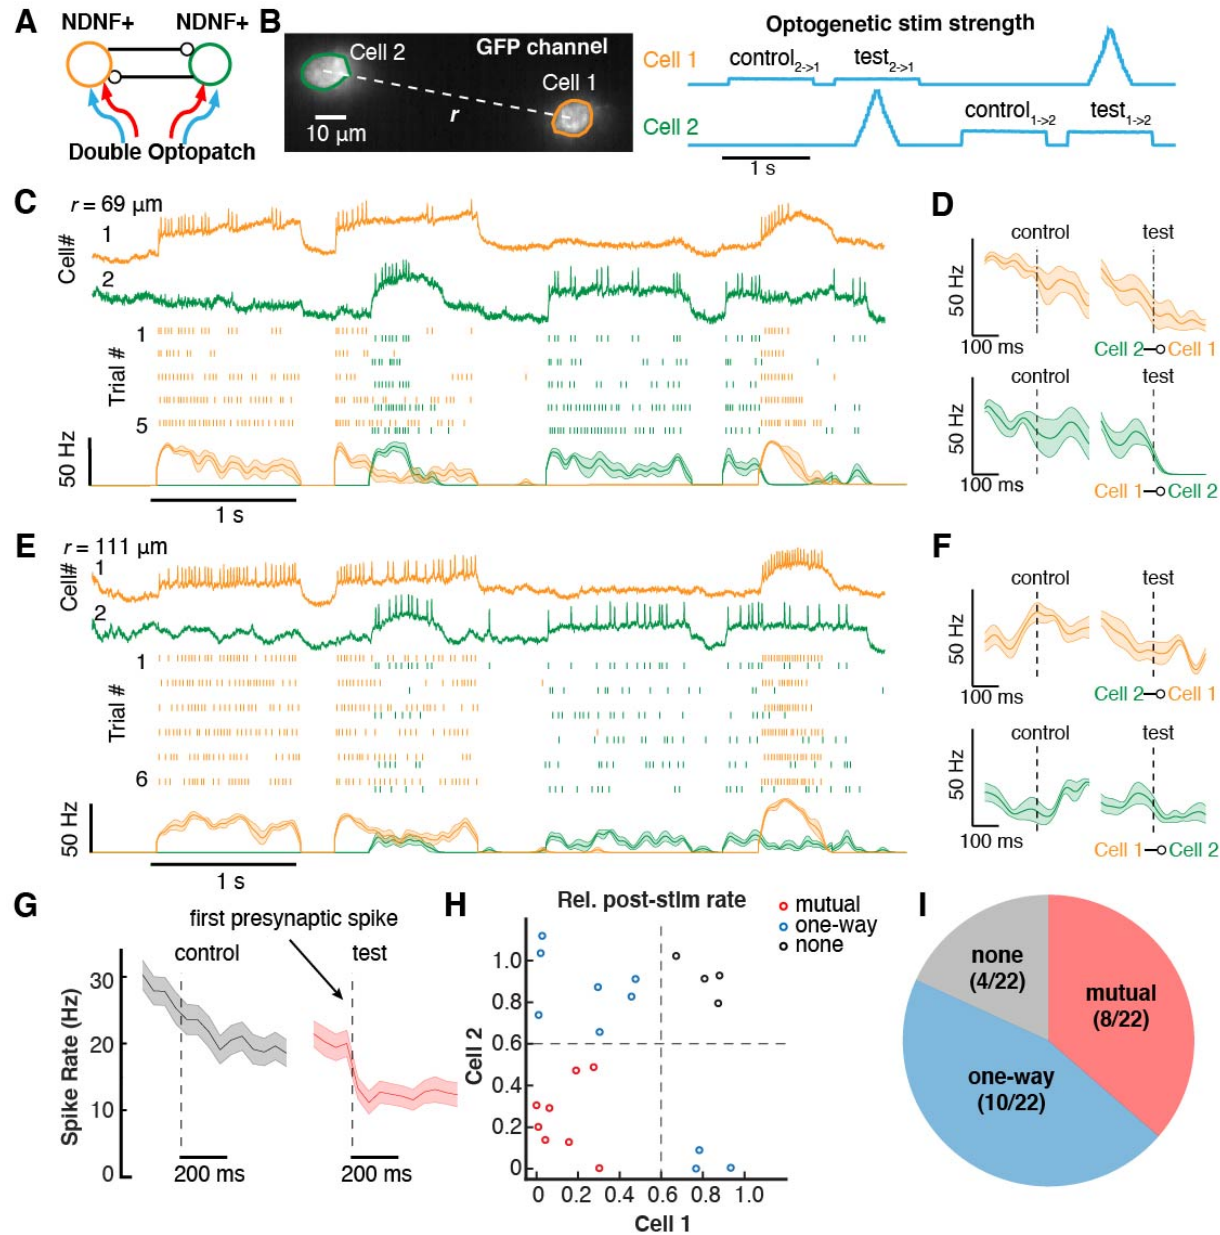 A
NDNF+ NDNF+
Double Optopatch
B
Cell 2
GFP channel
Cell 1
r
10 μm
Optogenetic stim strength
Cell 1
control2->1
test2->1
Cell 2
control1->2
test1->2
1 s
C
r = 69 μm
Cell#
1
2
Trial #
1
5
50 Hz
1 s
D
control test
50 Hz
100 ms
Cell 2 Cell 1
control test
50 Hz
100 ms
Cell 1 Cell 2
E
r = 111 μm
Cell#
1
2
Trial #
1
6
50 Hz
1 s
F
control test
50 Hz
100 ms
Cell 2 Cell 1
control test
50 Hz
100 ms
Cell 1 Cell 2
G
first presynaptic spike
control test
Spike Rate (Hz)
30
20
10
0
200 ms 200 ms
H
Rel. post-stim rate
mutual
one-way
none
Cell 2
1.0
0.8
0.6
0.4
0.2
0
0 0.2 0.4 0.6 0.8 1.0
Cell 1
I
none
(4/22)
mutual
(8/22)
one-way
(10/22)